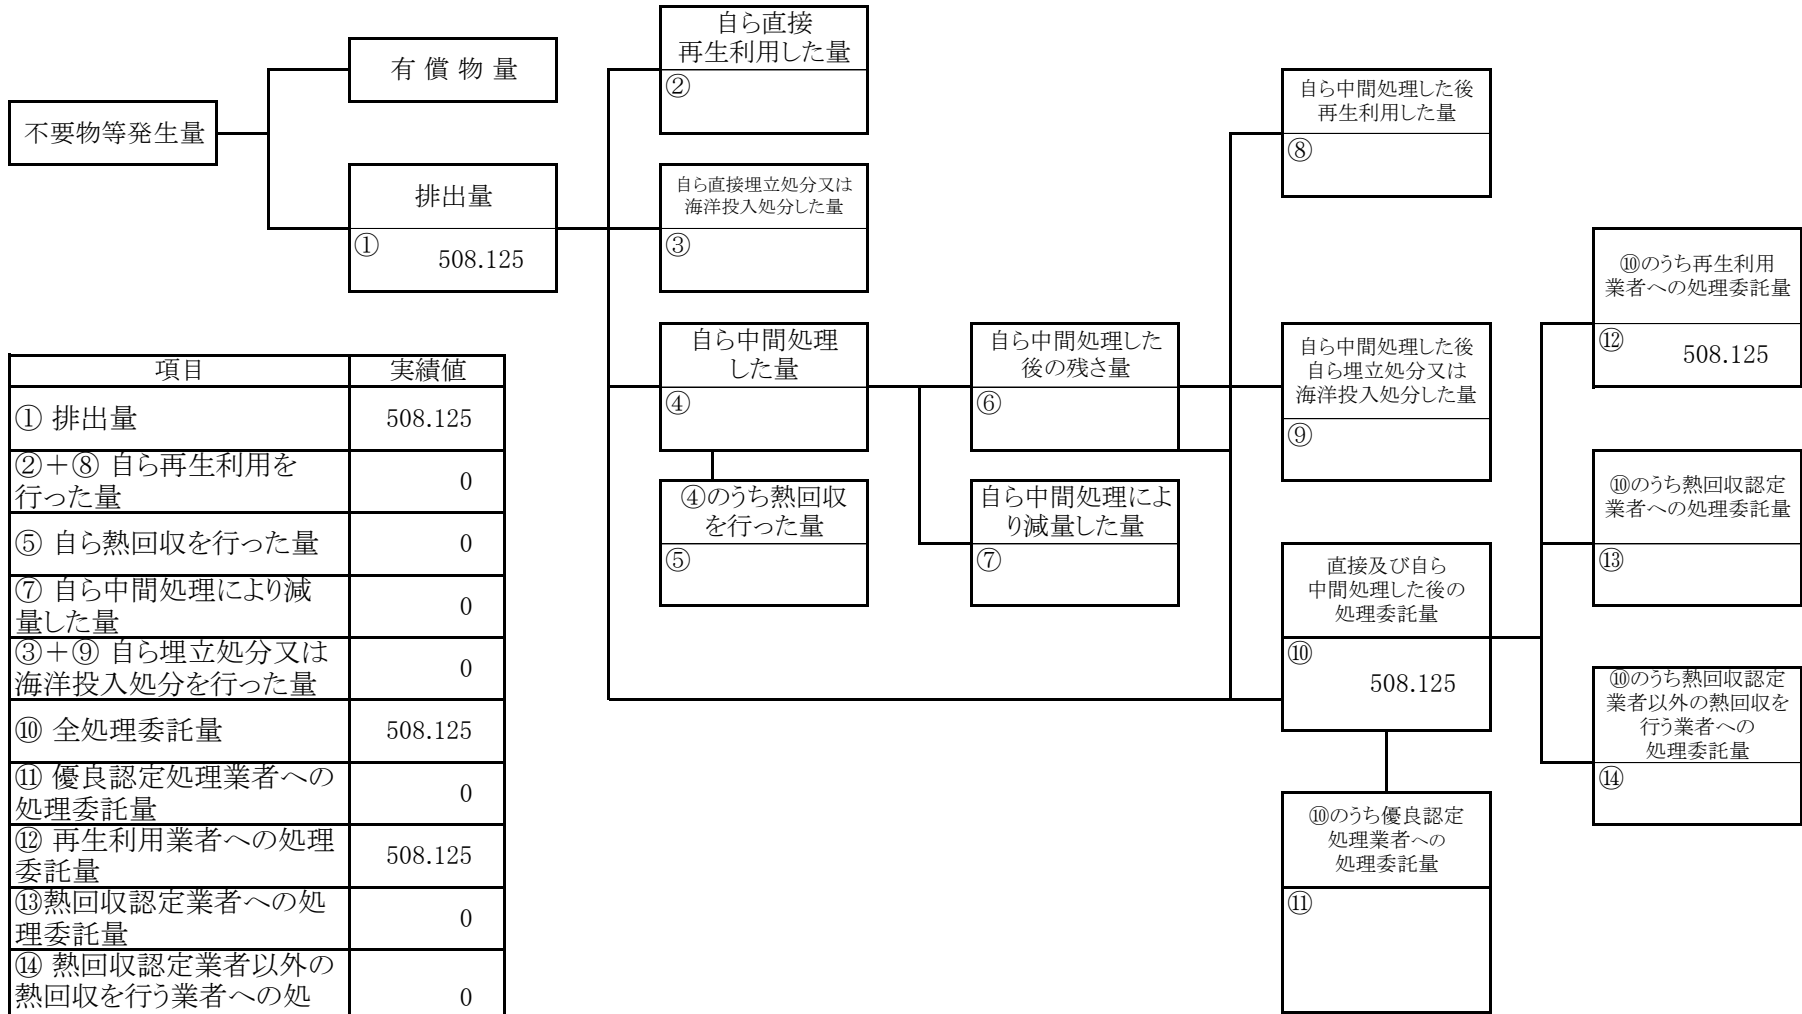 不要物等発生量
有 償 物 量
排出量
①
508.125
自ら直接
再生利用した量
②
自ら直接埋立処分又は
海洋投入処分した量
③
自ら中間処理
した量
④
④のうち熱回収
を行った量
⑤
自ら中間処理した
後の残さ量
⑥
自ら中間処理によ
り減量した量
⑦
自ら中間処理した後
再生利用した量
⑧
自ら中間処理した後
自ら埋立処分又は
海洋投入処分した量
⑨
直接及び自ら
中間処理した後の
処理委託量
⑩
508.125
⑩のうち優良認定
処理業者への
処理委託量
⑪
⑩のうち再生利用
業者への処理委託量
⑫
508.125
⑩のうち熱回収認定
業者への処理委託量
⑬
⑩のうち熱回収認定
業者以外の熱回収を
行う業者への
処理委託量
⑭
項目 実績値
① 排出量 508.125
②＋⑧ 自ら再生利用を
行った量 0
⑤ 自ら熱回収を行った量 0
⑦ 自ら中間処理により減
量した量 0
③＋⑨ 自ら埋立処分又は
海洋投入処分を行った量 0
⑩ 全処理委託量 508.125
⑪ 優良認定処理業者への
処理委託量 0
⑫ 再生利用業者への処理
委託量 508.125
⑬熱回収認定業者への処
理委託量 0
⑭ 熱回収認定業者以外の
熱回収を行う業者への処 0